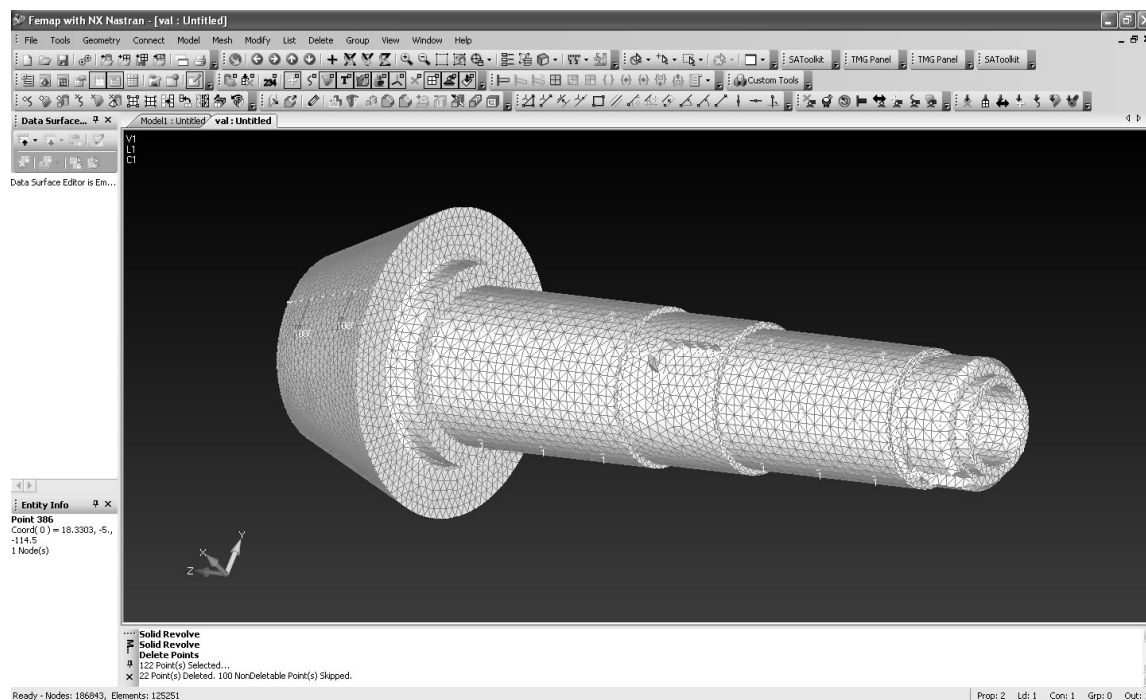 Femap with NX Nastran - [val : Untitled]
File Tools Geometry Connect Model Mesh Modify List Delete Group View Window Help
SAToolkit TMG Panel TMG Panel SAToolkit
Custom Tools
Data Surface... Model1 : Untitled val : Untitled
V1
L1
C1
Data Surface Editor is Em...
100. 100.
Entity Info
Point 386
Coord( 0 ) = 18.3303, -5.,
-114.5
1 Node(s)
Y
X
Z
Solid Revolve
Solid Revolve
Delete Points
122 Point(s) Selected...
22 Point(s) Deleted. 100 NonDeletable Point(s) Skipped.
Ready - Nodes: 186843, Elements: 125251 Prop: 2 Ld: 1 Con: 1 Grp: 0 Out: